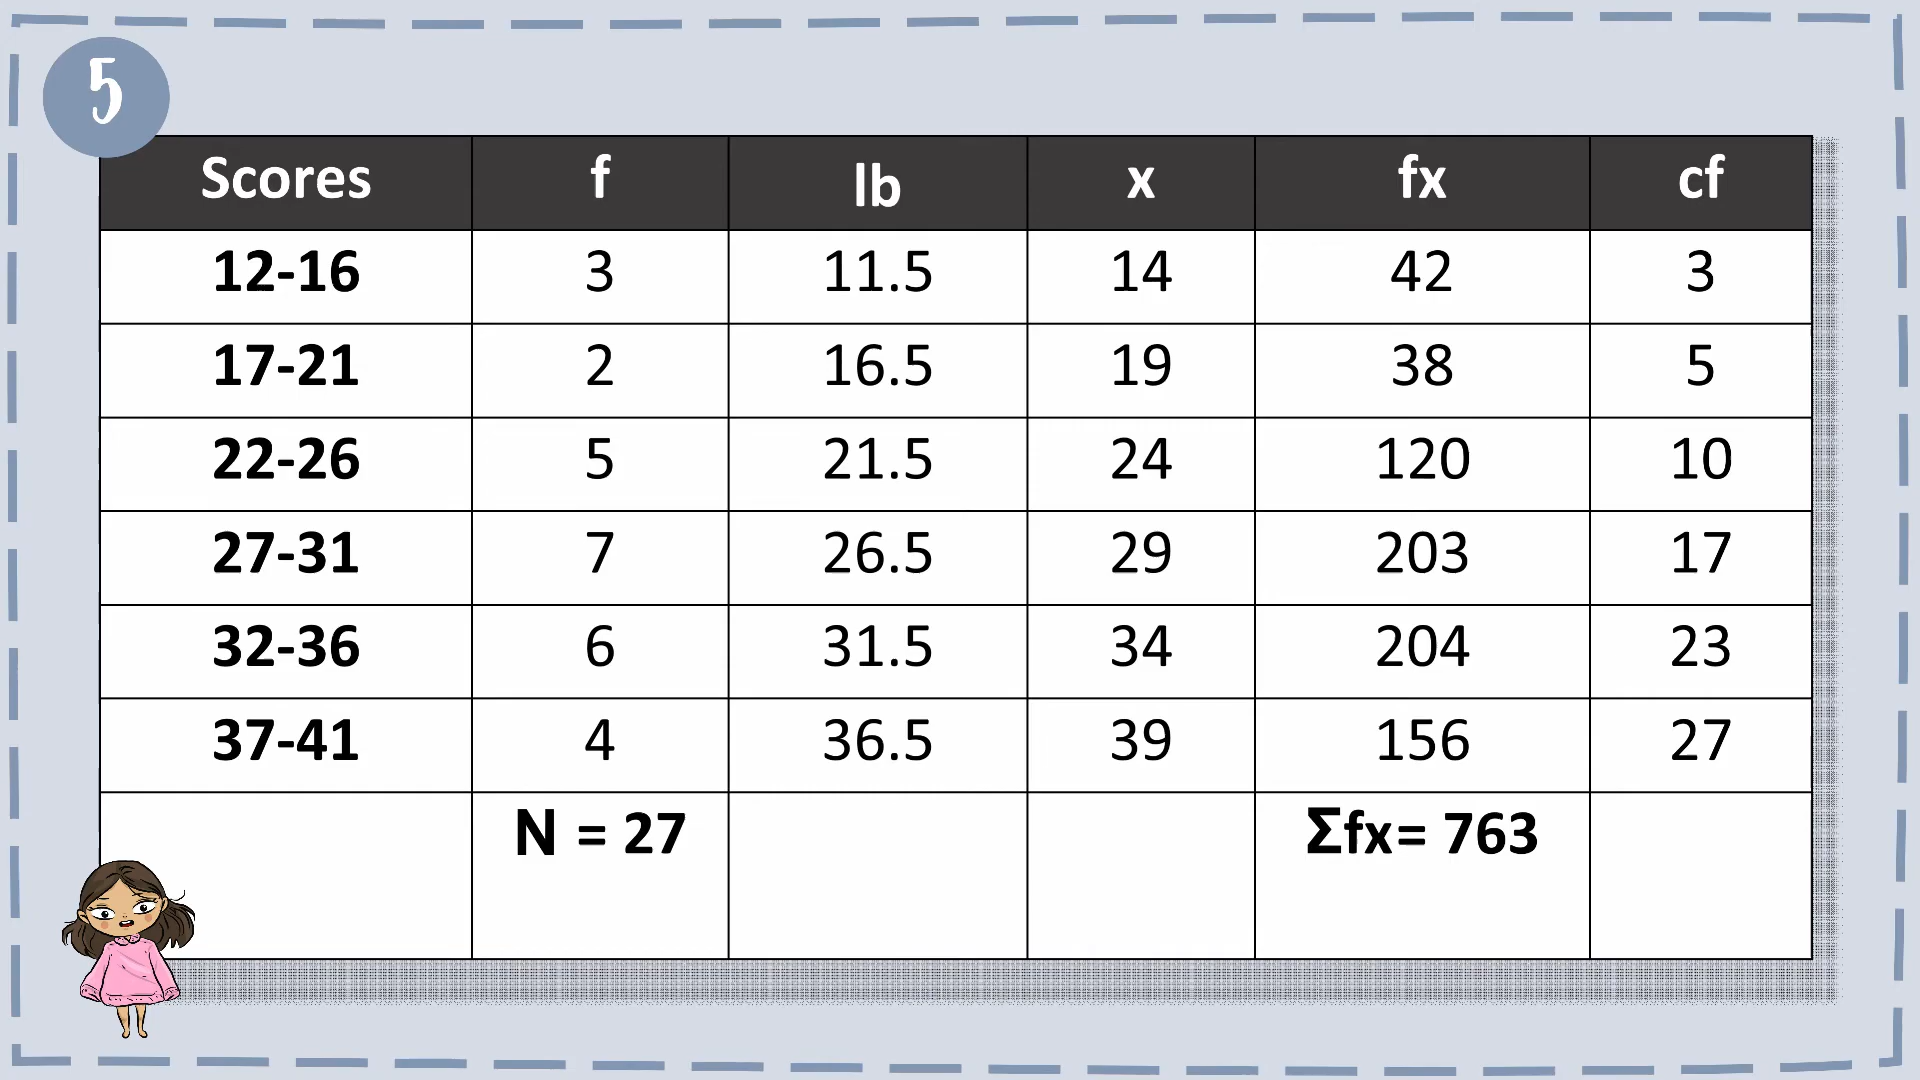 5
Scores f lb x fx cf
12-16 3 11.5 14 42 3
17-21 2 16.5 19 38 5
22-26 5 21.5 24 120 10
27-31 7 26.5 29 203 17
32-36 6 31.5 34 204 23
37-41 4 36.5 39 156 27
N = 27 Σfx= 763